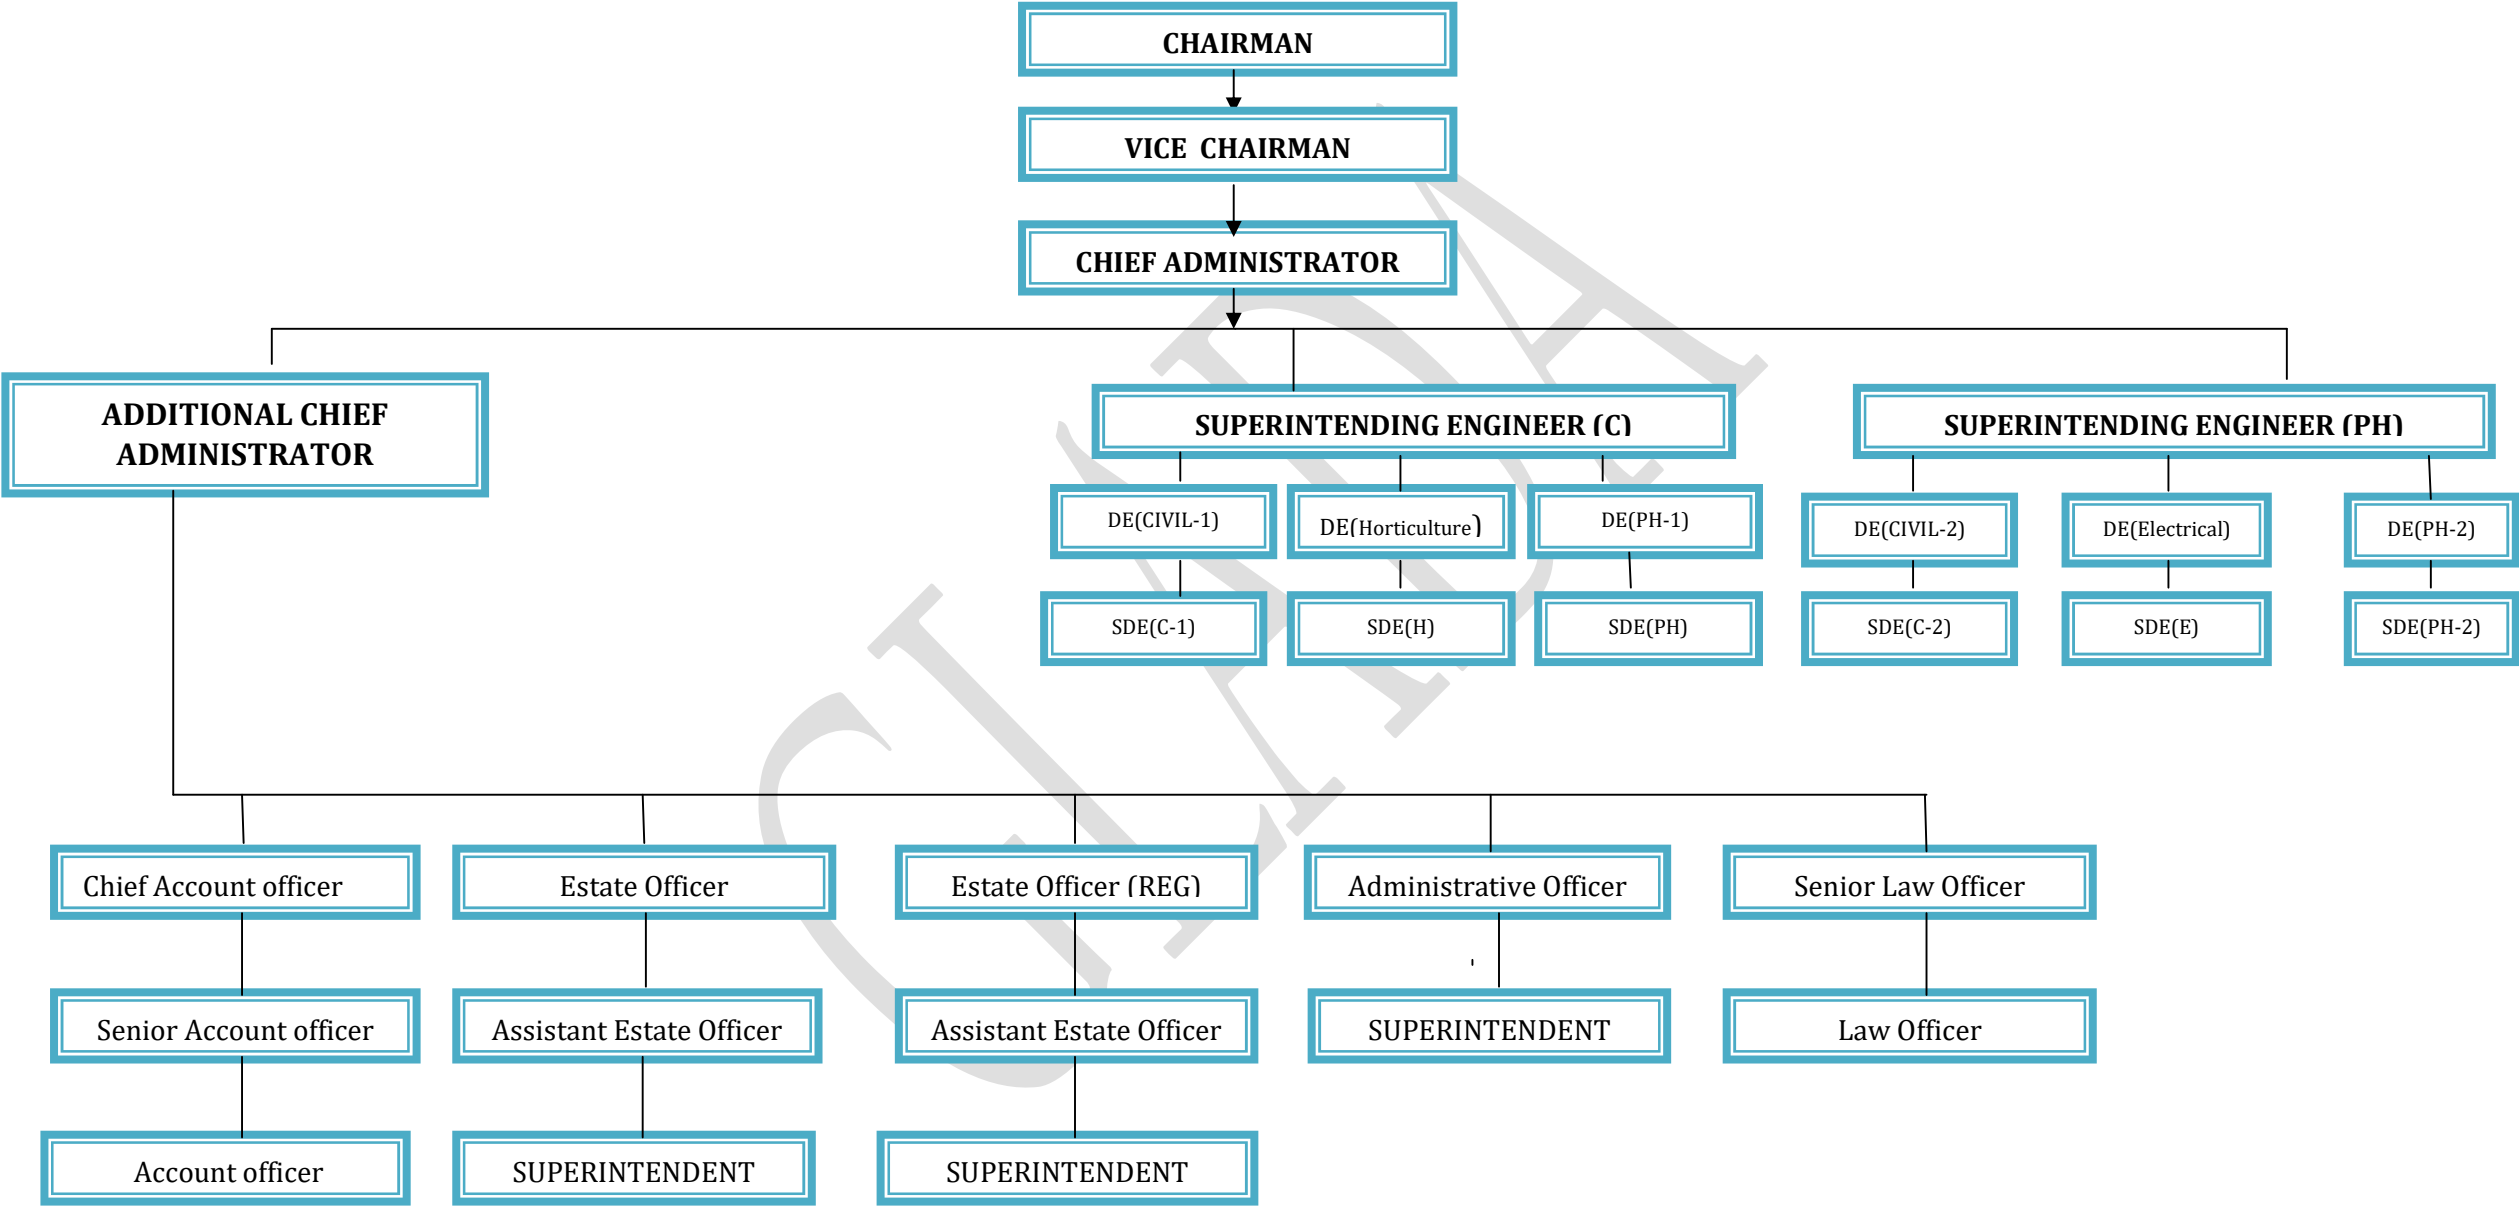 CHAIRMAN
VICE CHAIRMAN
CHIEF ADMINISTRATOR
ADDITIONAL CHIEF
ADMINISTRATOR
SUPERINTENDING ENGINEER (C)
SUPERINTENDING ENGINEER (PH)
DE(CIVIL-1)
DE(Horticulture)
DE(PH-1)
DE(CIVIL-2)
DE(Electrical)
DE(PH-2)
SDE(C-1)
SDE(H)
SDE(PH)
SDE(C-2)
SDE(E)
SDE(PH-2)
Chief Account officer
Estate Officer
Estate Officer (REG)
Administrative Officer
Senior Law Officer
Senior Account officer
Assistant Estate Officer
Assistant Estate Officer
SUPERINTENDENT
Law Officer
Account officer
SUPERINTENDENT
SUPERINTENDENT
GLADA